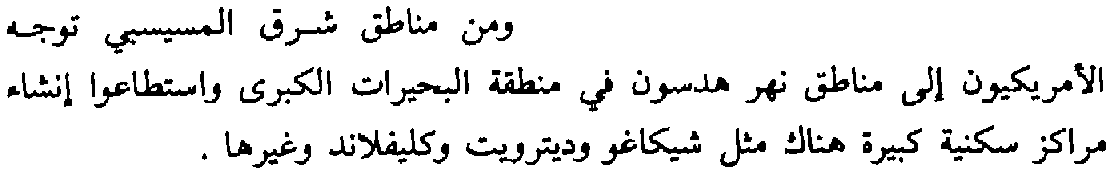 ومن مناطق شرق المسيسبي توجه
الأمريكيون إلى مناطق نهر هدسون في منطقة البحيرات الكبرى واستطاعوا إنشاء
مراكز سكنية كبيرة هناك مثل شيكاغو وديترويت وكليفلاند وغيرها .